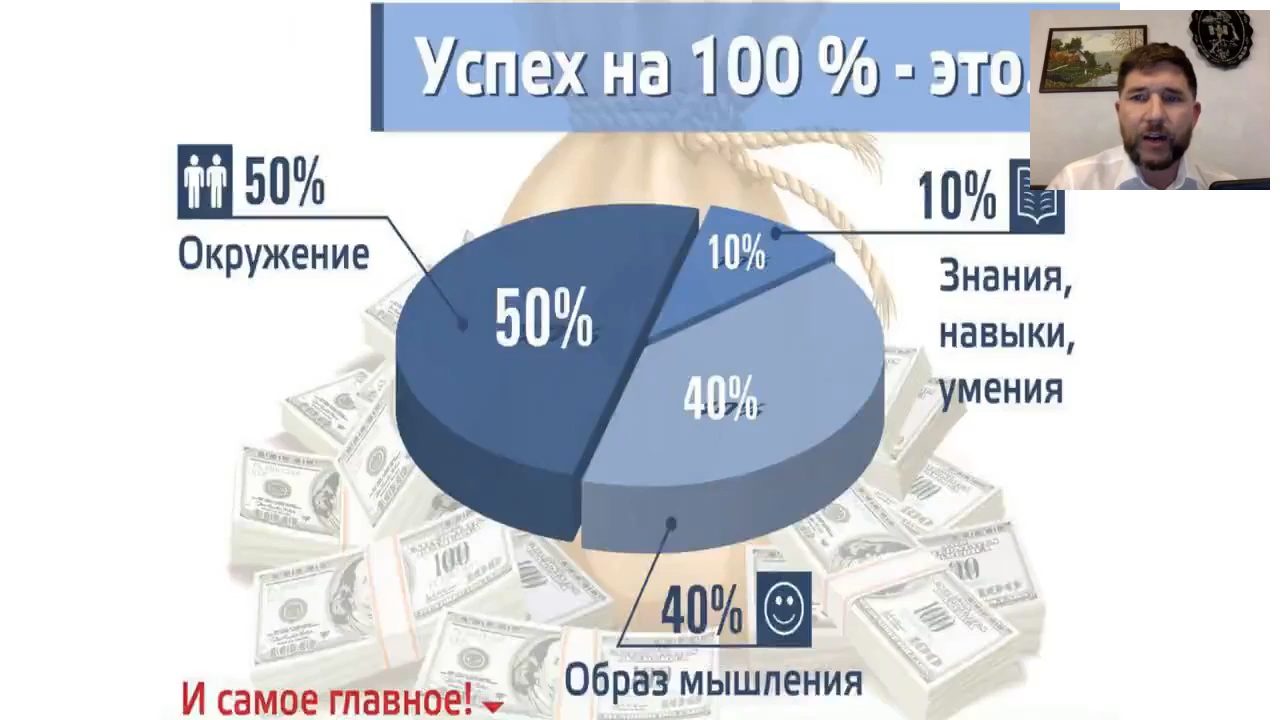 Успех на 100 % - это.
50%
Окружение
10%
Знания,
навыки,
умения
50%
10%
40%
40%
Образ мышления
И самое главное!